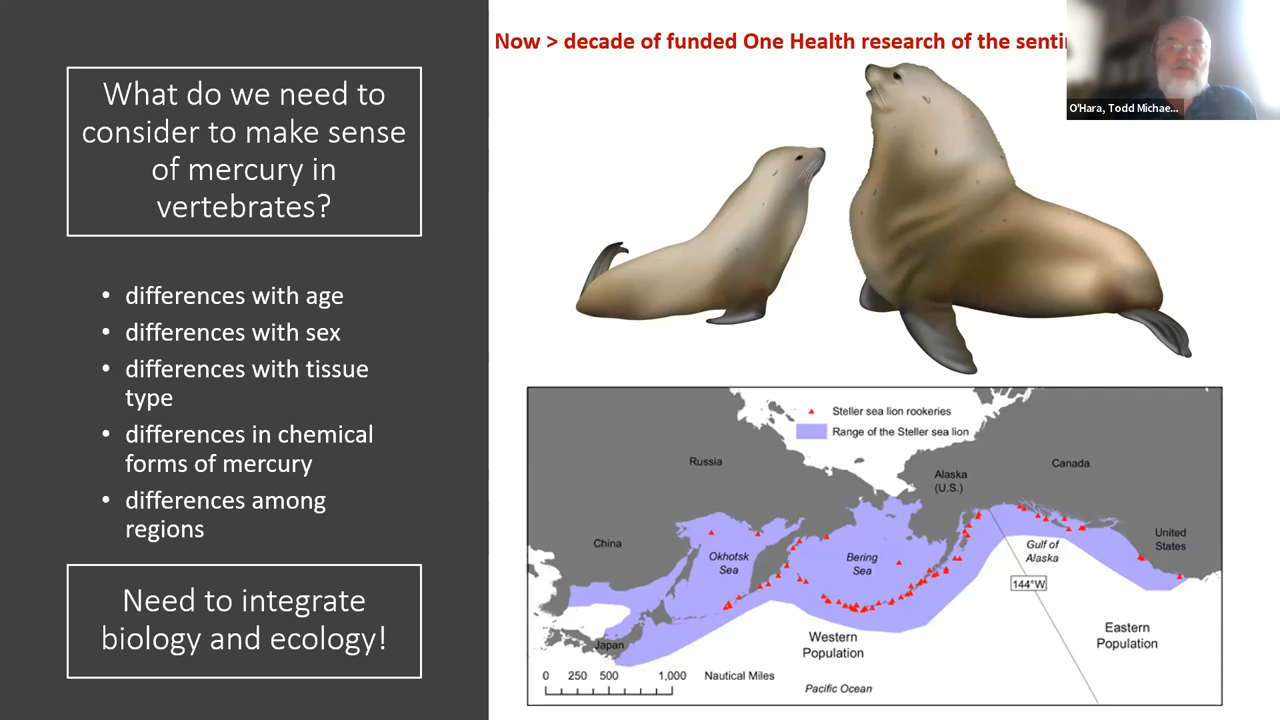 What do we need to
consider to make sense
of mercury in
vertebrates?
• differences with age
• differences with sex
• differences with tissue
type
• differences in chemical
forms of mercury
• differences among
regions
Need to integrate
biology and ecology!
Now > decade of funded One Health research of the senti
O'Hara, Todd Michae...
Steller sea lion rookeries
Range of the Steller sea lion
Russia
Alaska
(U.S.)
Canada
China
Okhotsk
Sea
Bering
Sea
Gulf of
Alaska
United
States
144°W
Japan
Western
Population
Eastern
Population
0 250 500 1,000 Nautical Miles
Pacific Ocean